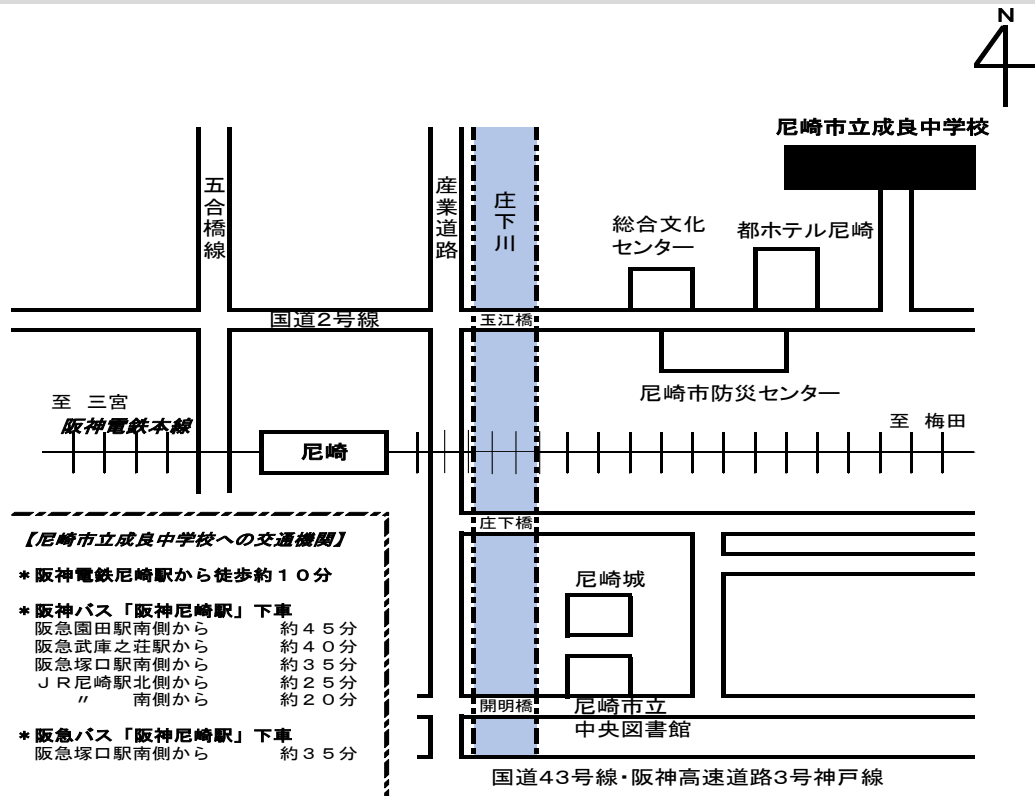 N
尼崎市立成良中学校
五合橋線
産業道路
庄下川
総合文化
センター
都ホテル尼崎
国道2号線
玉江橋
尼崎市防災センター
至 三宮
阪神電鉄本線
至 梅田
尼崎
庄下橋
【尼崎市立成良中学校への交通機関】
*阪神電鉄尼崎駅から徒歩約１０分
*阪神バス「阪神尼崎駅」下車
阪急園田駅南側から 約４５分
阪急武庫之荘駅から 約４０分
阪急塚口駅南側から 約３５分
ＪＲ尼崎駅北側から 約２５分
〃 南側から 約２０分
*阪急バス「阪神尼崎駅」下車
阪急塚口駅南側から 約３５分
尼崎城
開明橋
尼崎市立
中央図書館
国道43号線・阪神高速道路3号神戸線